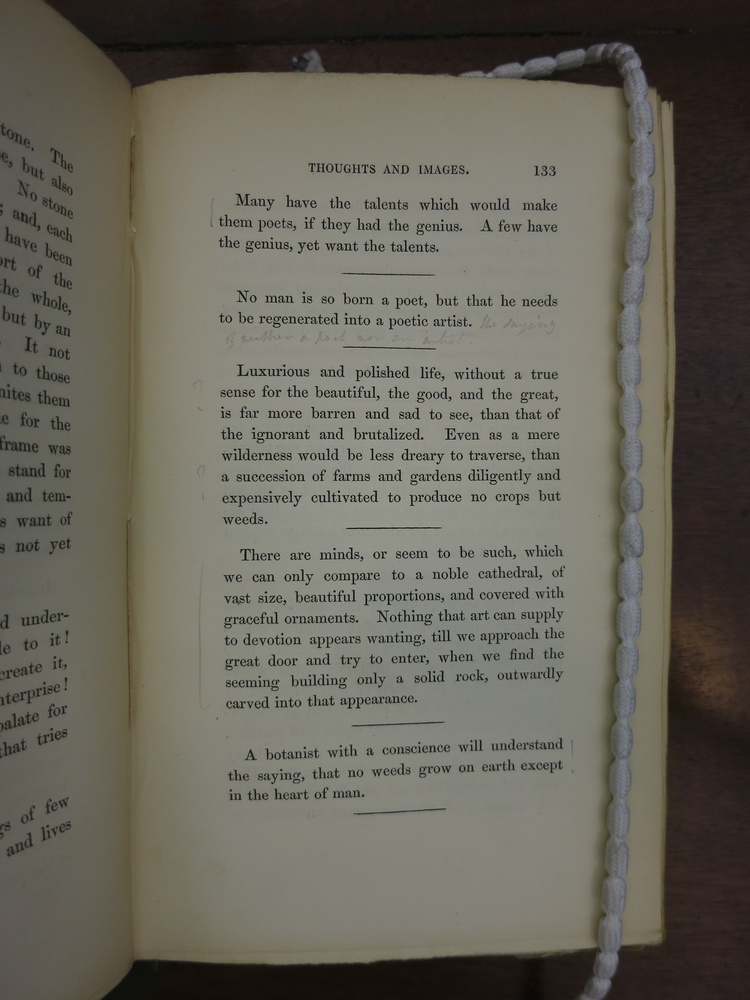 tone. The
e, but also
No stone
; and, each
have been
ort of the
the whole,
but by an
It not
to those
nites them
e for the
frame was
stand for
and tem-
s want of
s not yet
d under-
le to it!
create it,
nterprise!
palate for
that tries
gs of few
and lives
THOUGHTS AND IMAGES. 133
Many have the talents which would make
them poets, if they had the genius. A few have
the genius, yet want the talents.
No man is so born a poet, but that he needs
to be regenerated into a poetic artist. the saying
of neither a poet nor an artist
Luxurious and polished life, without a true
sense for the beautiful, the good, and the great,
is far more barren and sad to see, than that of
the ignorant and brutalized. Even as a mere
wilderness would be less dreary to traverse, than
a succession of farms and gardens diligently and
expensively cultivated to produce no crops but
weeds.
There are minds, or seem to be such, which
we can only compare to a noble cathedral, of
vast size, beautiful proportions, and covered with
graceful ornaments. Nothing that art can supply
to devotion appears wanting, till we approach the
great door and try to enter, when we find the
seeming building only a solid rock, outwardly
carved into that appearance.
A botanist with a conscience will understand
the saying, that no weeds grow on earth except
in the heart of man.